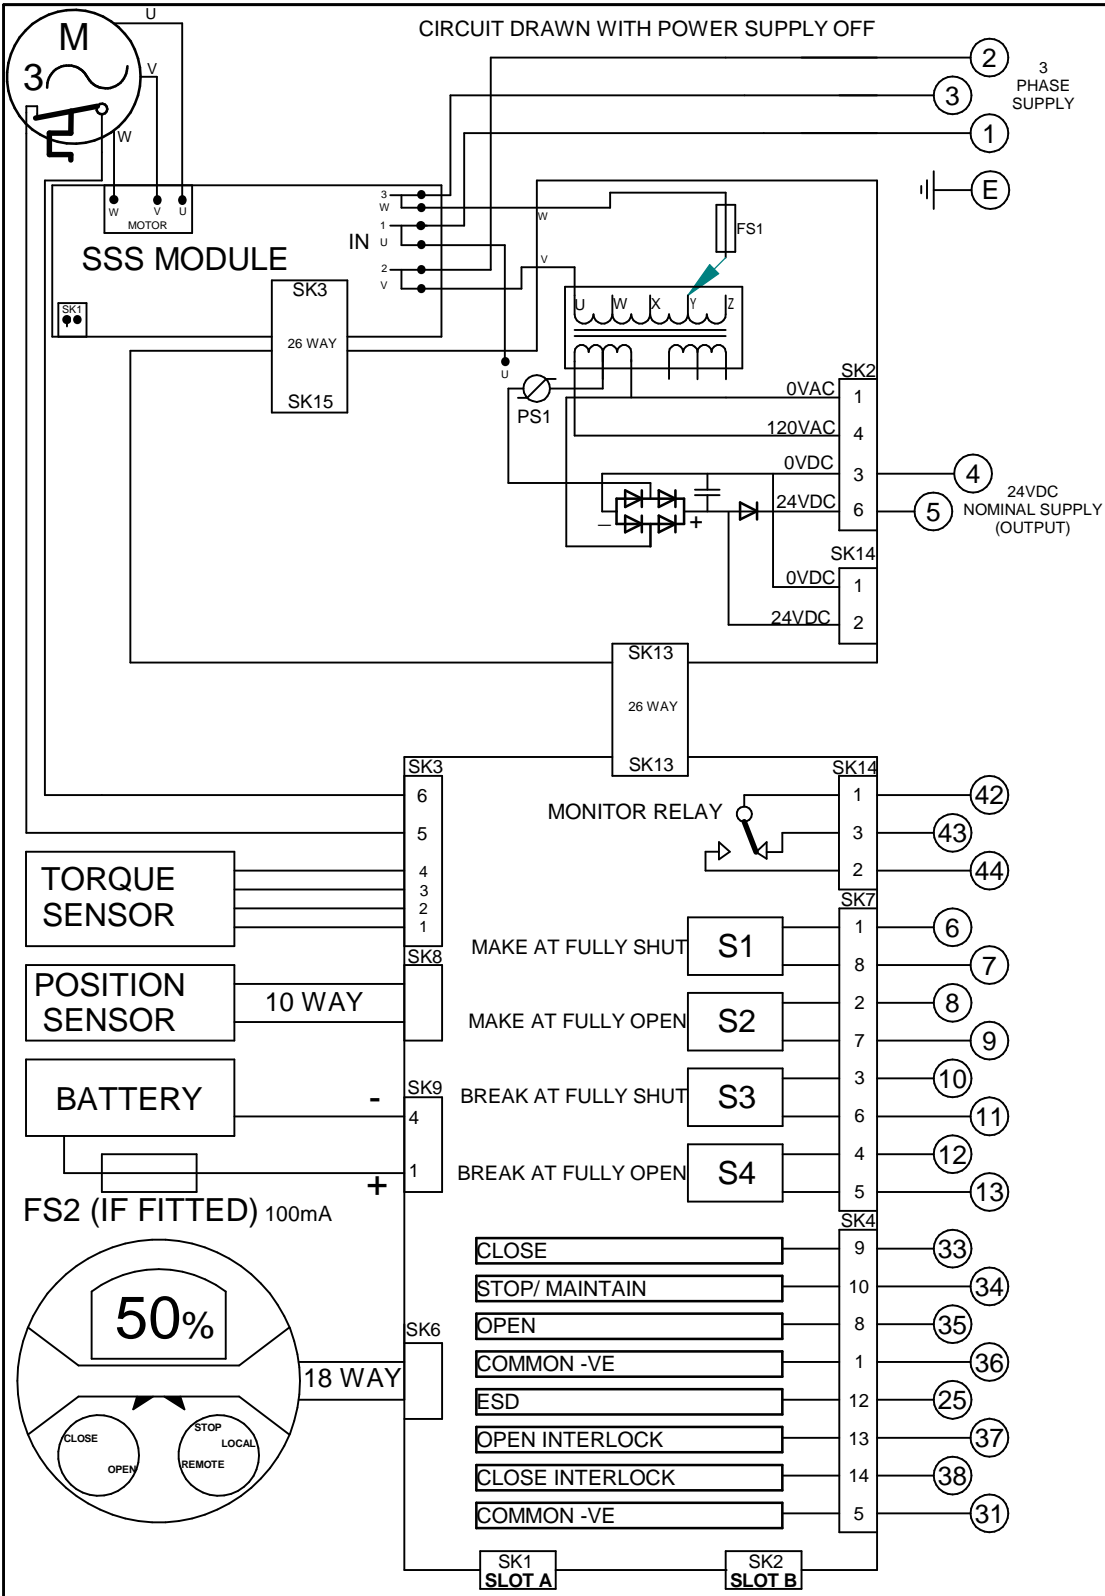 CIRCUIT DRAWN WITH POWER SUPPLY OFF
U
M
3
V
W
2
3
1
E
3
PHASE
SUPPLY
W V U
MOTOR
SSS MODULE
IN
3
W
1
U
2
V
W
V
FS1
SK1
SK3
26 WAY
SK15
U W X Y Z
U
PS1
SK2
0VAC 1
120VAC 4
0VDC 3
24VDC 6
4
5
24VDC
NOMINAL SUPPLY
(OUTPUT)
− +
SK14
0VDC 1
24VDC 2
SK13
26 WAY
SK13
SK3
6
5
4
3
2
1
TORQUE
SENSOR
SK8
POSITION
SENSOR
10 WAY
BATTERY
-
SK9
4
1
+
FS2 (IF FITTED) 100mA
SK14
MONITOR RELAY
1 42
3 43
2 44
SK7
MAKE AT FULLY SHUT S1
1 6
8 7
MAKE AT FULLY OPEN S2
2 8
7 9
BREAK AT FULLY SHUT S3
3 10
6 11
BREAK AT FULLY OPEN S4
4 12
5 13
SK4
CLOSE 9 33
STOP/ MAINTAIN 10 34
OPEN 8 35
COMMON -VE 1 36
ESD 12 25
OPEN INTERLOCK 13 37
CLOSE INTERLOCK 14 38
COMMON -VE 5 31
50%
SK6
18 WAY
CLOSE
OPEN
STOP
LOCAL
REMOTE
SK1
SLOT A
SK2
SLOT B